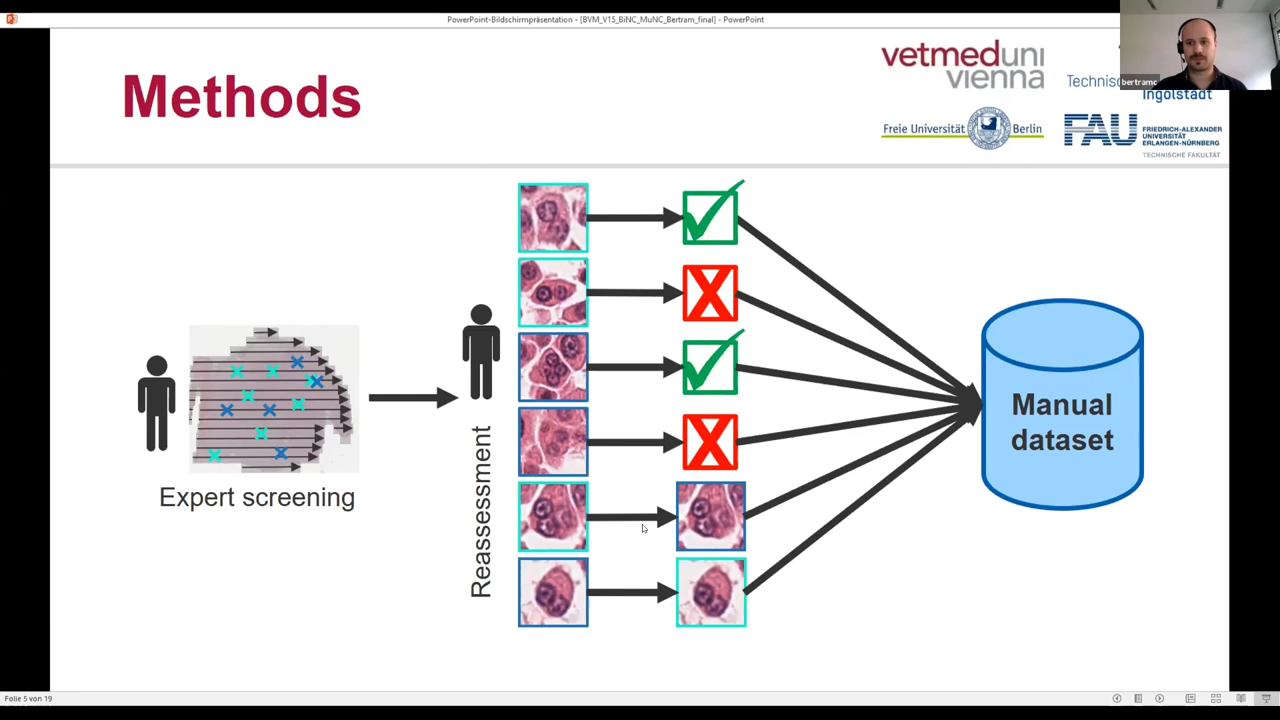 PowerPoint-Bildschirmpräsentation - [BVM_V15_BiNC_MuNC_Bertram_final] - PowerPoint
Methods
vetmeduni
vienna
Ingolstadt
bertramc
Freie Universität Berlin
FAU FRIEDRICH-ALEXANDER
UNIVERSITÄT
ERLANGEN-NÜRNBERG
TECHNISCHE FAKULTÄT
Expert screening
Reassessment
X
X
Manual
dataset
Folie 5 von 19